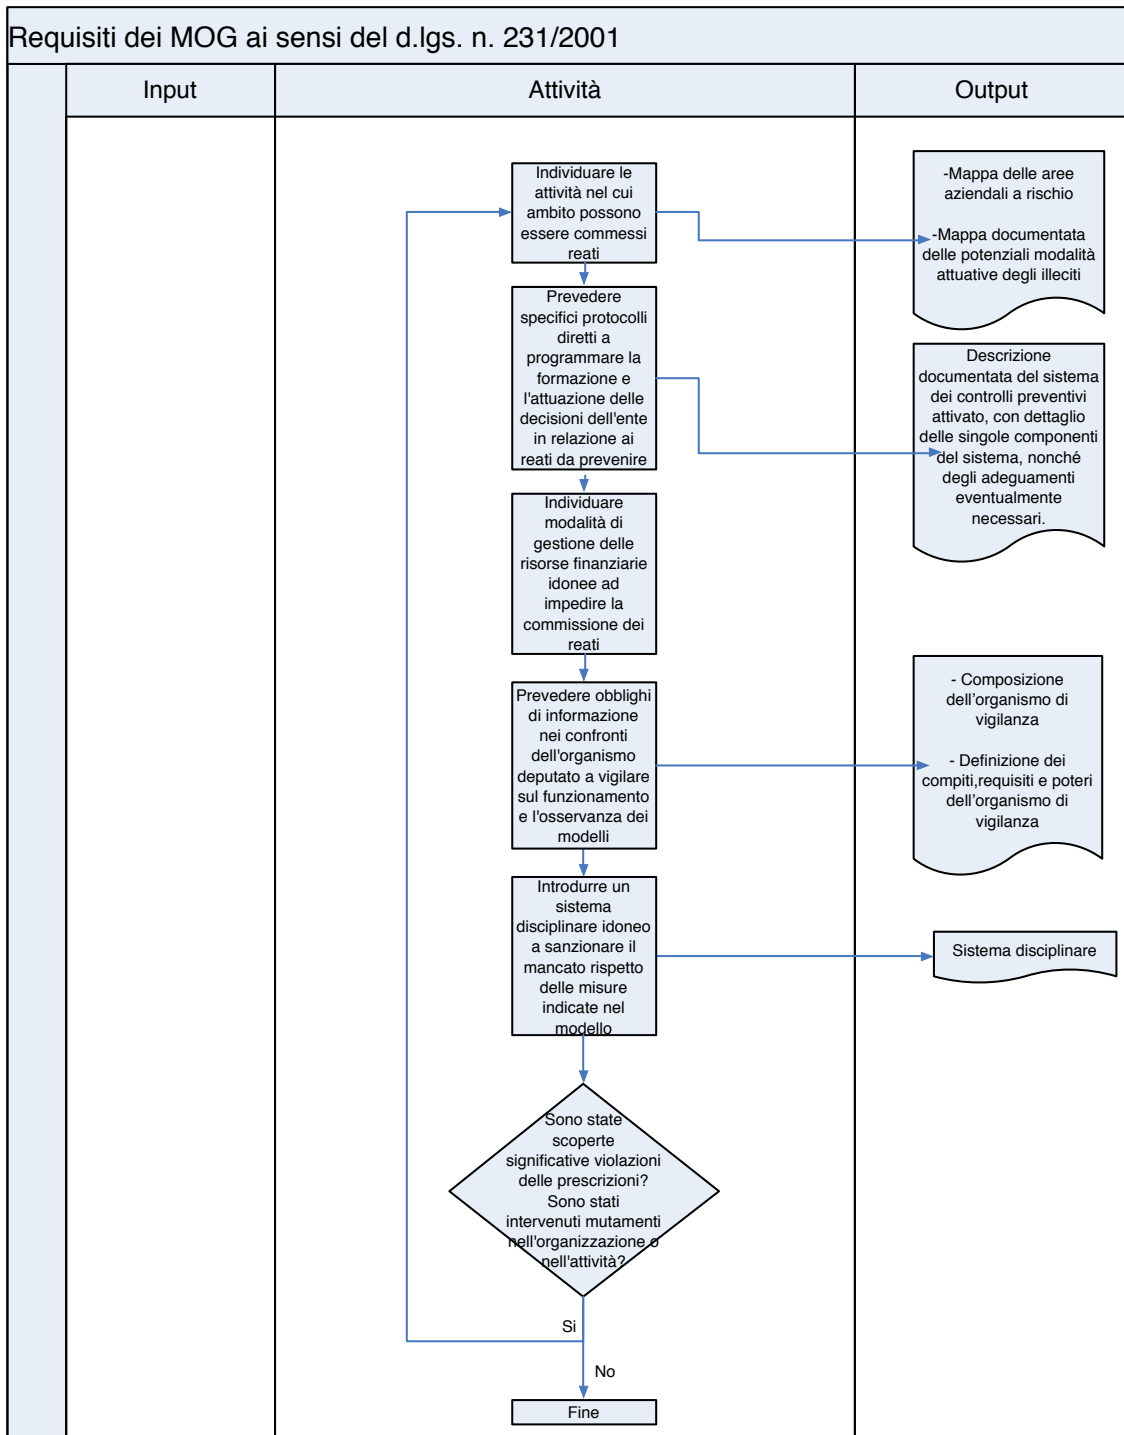 Requisiti dei MOG ai sensi del d.lgs. n. 231/2001
Input
Attività
Output
Individuare le
attività nel cui
ambito possono
essere commessi
reati
-Mappa delle aree
aziendali a rischio
-Mappa documentata
delle potenziali modalità
attuative degli illeciti
Prevedere
specifici protocolli
diretti a
programmare la
formazione e
l'attuazione delle
decisioni dell'ente
in relazione ai
reati da prevenire
Descrizione
documentata del sistema
dei controlli preventivi
attivato, con dettaglio
delle singole componenti
del sistema, nonché
degli adeguamenti
eventualmente
necessari.
Individuare
modalità di
gestione delle
risorse finanziarie
idonee ad
impedire la
commissione dei
reati
Prevedere obblighi
di informazione
nei confronti
dell'organismo
deputato a vigilare
sul funzionamento
e l'osservanza dei
modelli
- Composizione
dell'organismo di
vigilanza
- Definizione dei
compiti,requisiti e poteri
dell'organismo di
vigilanza
Introdurre un
sistema
disciplinare idoneo
a sanzionare il
mancato rispetto
delle misure
indicate nel
modello
Sistema disciplinare
Sono state
scoperte
significative violazioni
delle prescrizioni?
Sono stati
intervenuti mutamenti
nell'organizzazione o
nell'attività?
Si
No
Fine